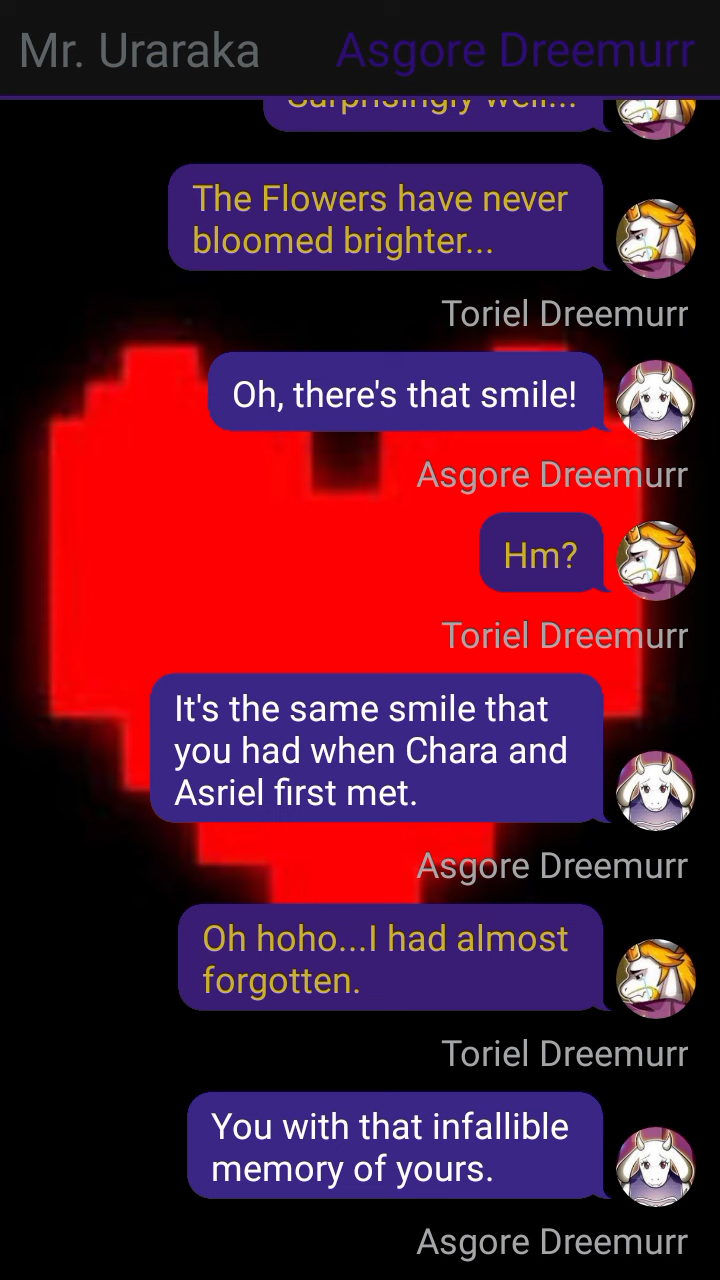 Mr. Uraraka Asgore Dreemurr
Surprisingly well...
The Flowers have never
bloomed brighter...
Toriel Dreemurr
Oh, there's that smile!
Asgore Dreemurr
Hm?
Toriel Dreemurr
It's the same smile that
you had when Chara and
Asriel first met.
Asgore Dreemurr
Oh hoho...I had almost
forgotten.
Toriel Dreemurr
You with that infallible
memory of yours.
Asgore Dreemurr